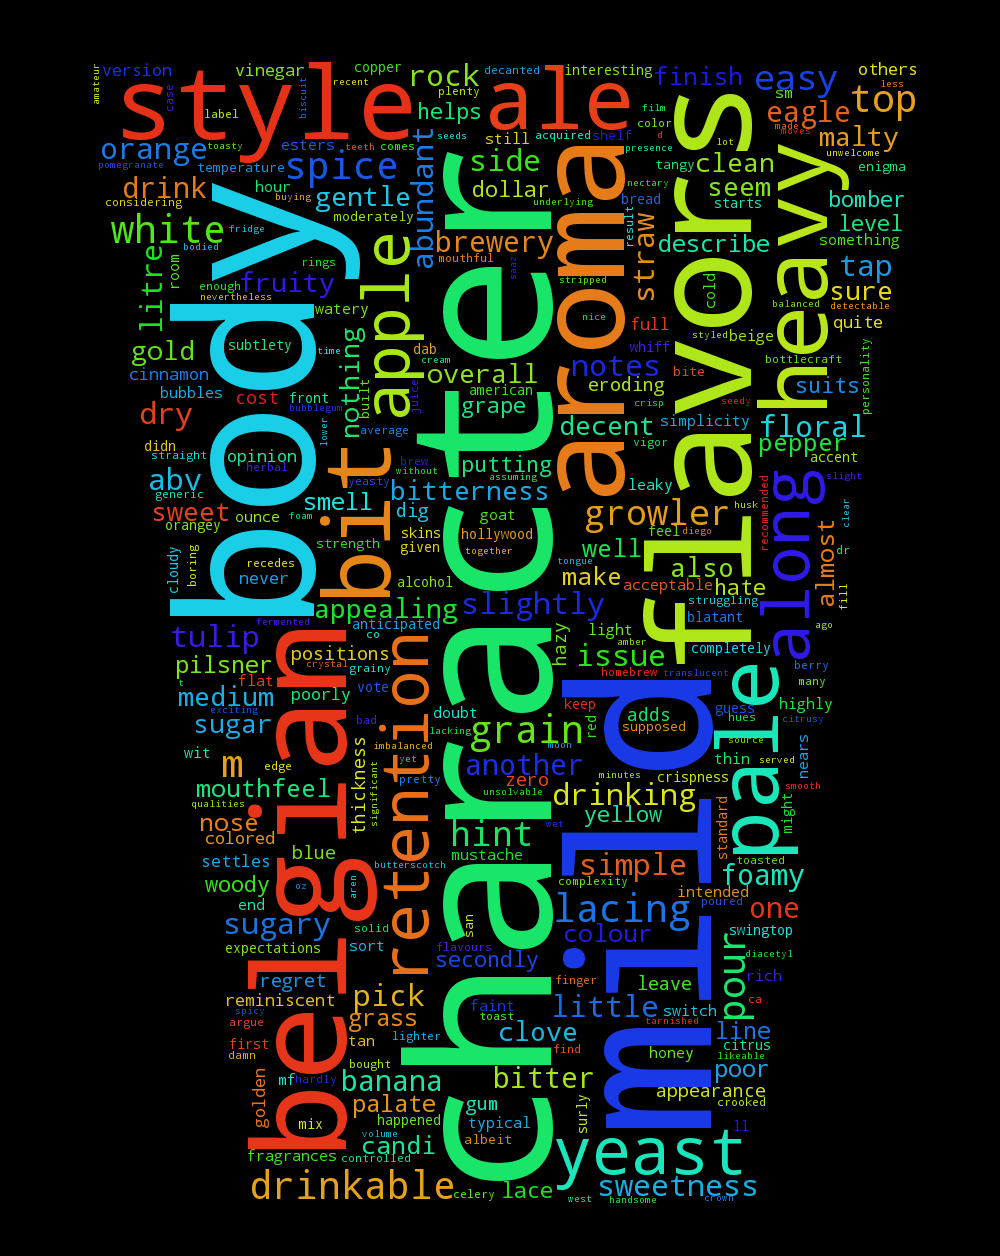 amateur
version
case
vinegar
label
biscuit
recent
copper
rock
plenty
decanted
interesting
finish
easy
others
less
style
ale
helps
seeds
still
acquired
shelf
film
color
d
presence
sm
made
moves
eagle
top
malty
unwelcome
enigma
orange
toasty
pomegranate
temperature
esters
teeth
comes
spice
abundant
side
dollar
underlying
tangy
nectary
bread
lot
clean
seem
starts
drink
considering
hour
buying
gentle
moderately
white
bodied
fridge
brewery
mouthful
saaz
stripped
result
straw
describe
bomber
level
something
litre
room
rings
enough
nevertheless
fruity
watery
apple
character
aroma
flavors
heavy
cold
tap
sure
detectable
balanced
quite
body
subtlety
time
gold
cinnamon
bubbles
cost
front
bubblegum
nothing
built
dab
cream
juice
overall
american
grape
nice
full
whiff
notes
bite
eroding
crisp
styled
beige
bottlecraft
seedy
suits
personality
dry
didn
straight
opinion
herbal
lower
average
brew
without
decent
simplicity
vigor
floral
pepper
accent
abv
generic
sweet
orangey
ounce
foam
smell
bit
yeasty
putting
assuming
bitterness
dig
skins
given
goat
hollywood
together
leaky
growler
feel
diego
husk
recommended
along
slight
clear
almost
dr
fill
ago
cloudy
boring
recedes
never
strength
alcohol
tongue
well
make
also
acceptable
hate
struggling
blatant
completely
fermented
appealing
anticipated
co
slightly
hazy
light
amber
issue
homebrew
translucent
tulip
pilsner
t
flat
positions
crystal
grainy
poorly
vote
medium
exciting
sugar
belgian
retention
doubt
lacking
bad
imbalanced
yet
pretty
grain
moon
red
keep
adds
supposed
mild
guess
hues
source
thin
served
pale
berry
many
highly
citrusy
nears
smooth
wit
m
edge
mouthfeel
qualities
thickness
significant
another
zero
unsolvable
minutes
crispness
drinking
nose
colored
settles
blue
hint
mustache
wet
yellow
standard
might
toasted
foamy
woody
end
oz
aren
butterscotch
simple
complexity
intended
poured
one
sugary
expectations
solid
sort
san
flavours
secondly
lacing
colour
swingtop
diacetyl
pour
rich
ca
regret
reminiscent
spicy
argue
first
damn
pick
grass
tan
lighter
faint
toast
finger
leave
little
switch
tarnished
line
citrus
likeable
poor
clove
find
honey
appearance
crooked
golden
mf
hardly
bought
banana
palate
happened
bitter
gum
typical
albeit
surly
ll
mix
volume
candi
fragrances
controlled
yeast
drinkable
celery
lace
west
handsome
sweetness
crown